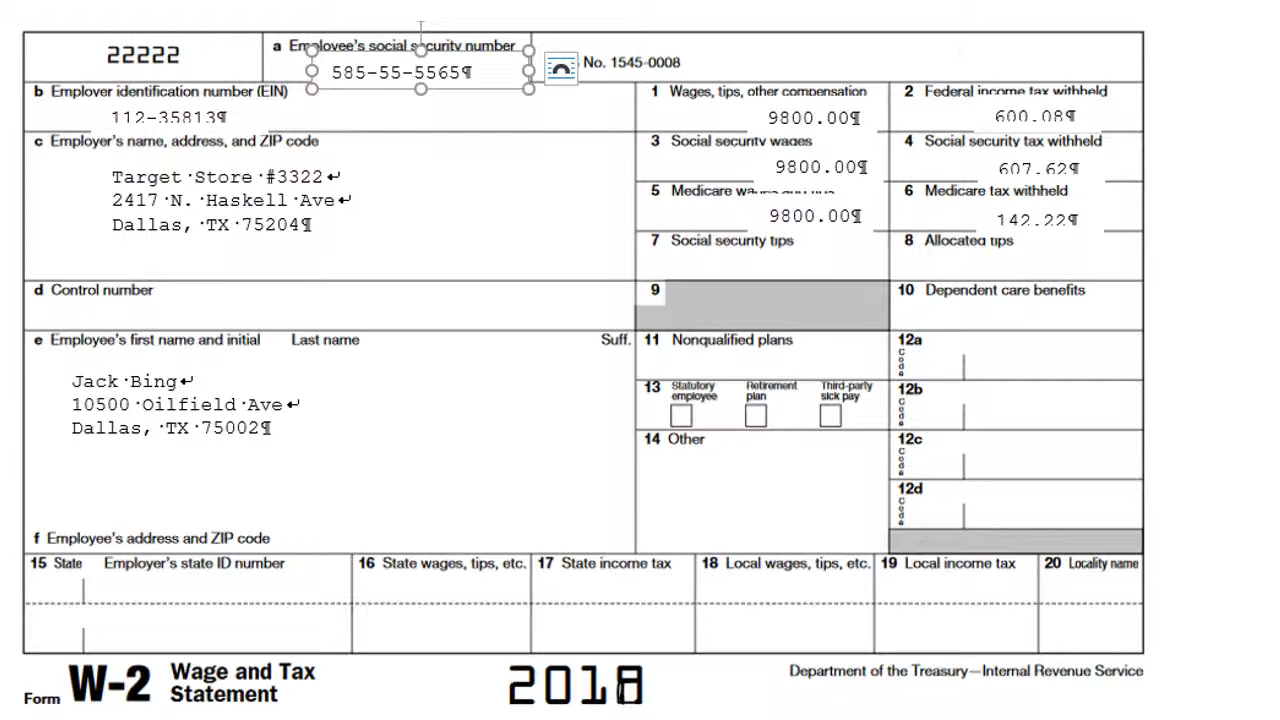 22222
a Employee's social security number
585-55-5565¶
No. 1545-0008
b Employer identification number (EIN)
112-35813¶
1 Wages, tips, other compensation
9800.00¶
2 Federal income tax withheld
600.08¶
c Employer's name, address, and ZIP code
Target·Store·#3322↵
2417·N.·Haskell·Ave↵
Dallas,·TX·75204¶
3 Social security wages
9800.00¶
4 Social security tax withheld
607.62¶
5 Medicare
9800.00¶
6 Medicare tax withheld
142.22¶
7 Social security tips
8 Allocated tips
d Control number
9
10 Dependent care benefits
e Employee's first name and initial Last name Suff.
Jack·Bing↵
10500·Oilfield·Ave↵
Dallas,·TX·75002¶
11 Nonqualified plans
12a
Code
13 Statutory employee Retirement plan Third-party sick pay
12b
Code
14 Other
12c
Code
12d
Code
f Employee's address and ZIP code
15 State Employer's state ID number
16 State wages, tips, etc.
17 State income tax
18 Local wages, tips, etc.
19 Local income tax
20 Locality name
Form W-2 Wage and Tax
Statement
2018
Department of the Treasury—Internal Revenue Service